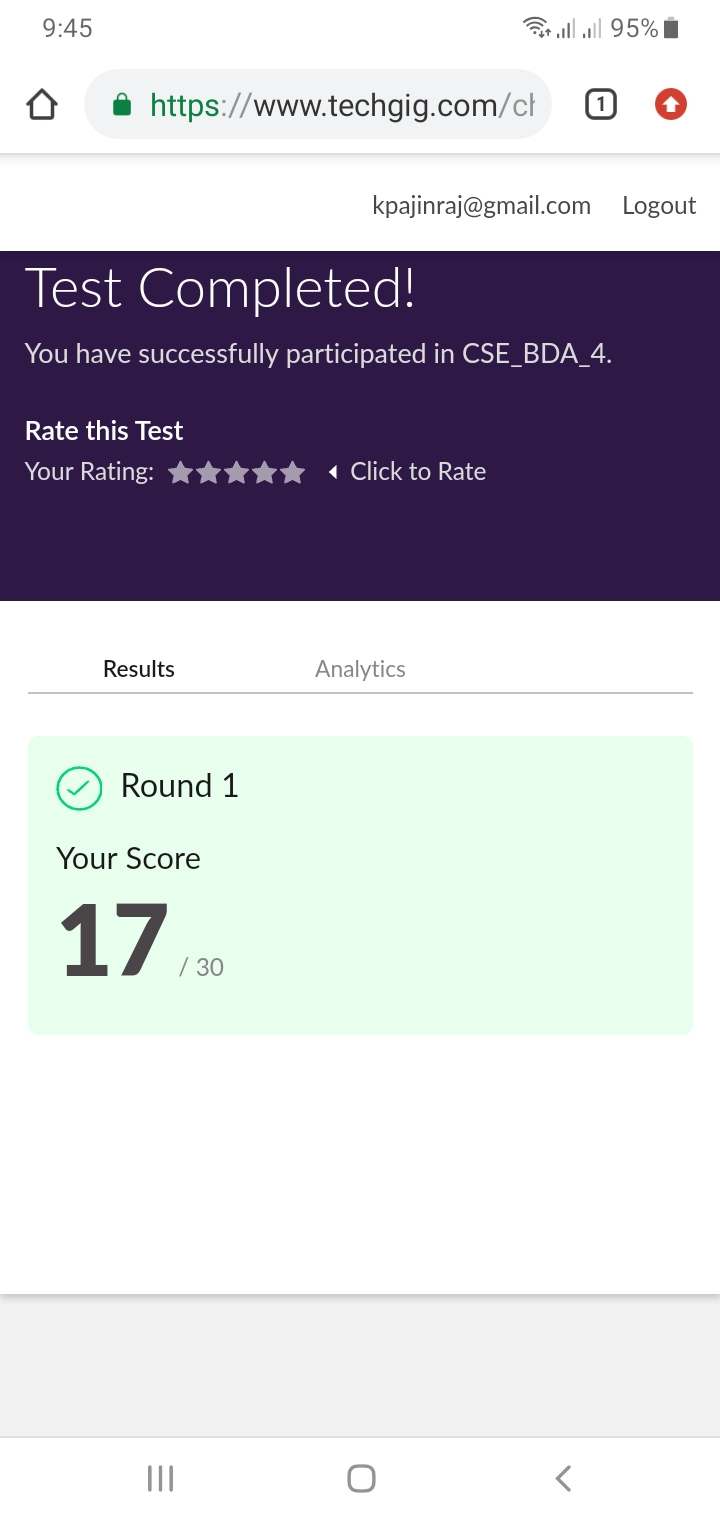 9:45
95%
https://www.techgig.com/ch
1
kpajinraj@gmail.com Logout
Test Completed!
You have successfully participated in CSE_BDA_4.
Rate this Test
Your Rating: Click to Rate
Results Analytics
Round 1
Your Score
17 / 30